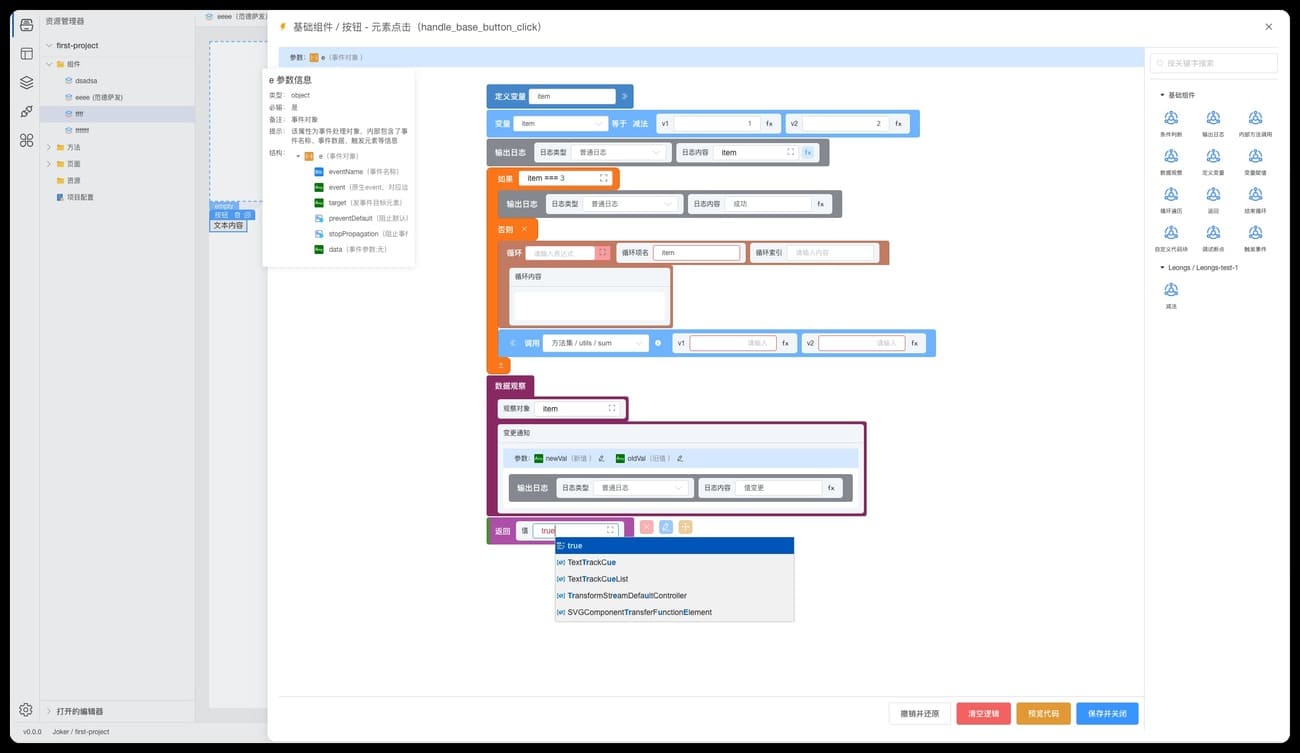 资源管理器
eeee (范德萨发)
基础组件 / 按钮 - 元素点击（handle_base_button_click）
first-project
组件
dsadsa
eeee (范德萨发)
ffff
fffffff
方法
页面
资源
项目配置
打开的编辑器
v0.0.0 Joker / first-project
empty
按钮
文本内容
参数： e（事件对象）
e 参数信息
类型： object
必输： 是
备注： 事件对象
提示： 该属性为事件处理对象，内部包含了事
件名称、事件数据、触发元素等信息
结构： e（事件对象）
eventName（事件名称）
event（原生event，对应运
target（发事件目标元素）
preventDefault（阻止默认）
stopPropagation（阻止事件
data（事件参数:无）
定义变量 item
变量 item 等于 减法 v1 1 fx v2 2 fx
输出日志 日志类型 普通日志 日志内容 item fx
如果 item === 3
输出日志 日志类型 普通日志 日志内容 成功 fx
否则
循环 请输入表达式 循环项名 item 循环索引 请输入内容
循环内容
调用 方法集 / utils / sum v1 请输入 fx v2 请输入 fx
数据观察
观察对象 item
变更通知
参数： newVal（新值） oldVal（旧值）
输出日志 日志类型 普通日志 日志内容 值变更 fx
返回 值 true
true
TextTrackCue
TextTrackCueList
TransformStreamDefaultController
SVGComponentTransferFunctionElement
撤销并还原 清空逻辑 预览代码 保存并关闭
按关键字搜索
基础组件
条件判断 输出日志 内部方法调用
数据观察 定义变量 变量赋值
循环遍历 返回 结束循环
自定义代码块 调试断点 触发事件
Leongs / Leongs-test-1
减法